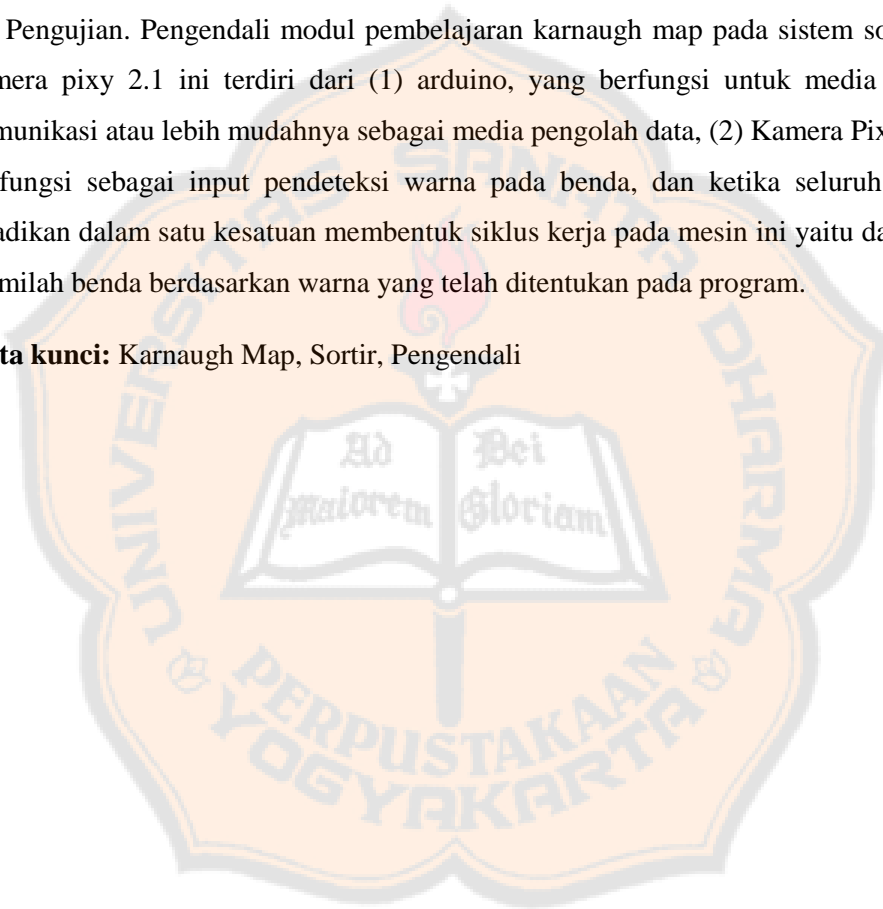 Pengujian. Pengendali modul pembelajaran karnaugh map pada sistem so
mera pixy 2.1 ini terdiri dari (1) arduino, yang berfungsi untuk media
munikasi atau lebih mudahnya sebagai media pengolah data, (2) Kamera Pix
fungsi sebagai input pendeteksi warna pada benda, dan ketika seluruh
adikan dalam satu kesatuan membentuk siklus kerja pada mesin ini yaitu da
milah benda berdasarkan warna yang telah ditentukan pada program.
ta kunci: Karnaugh Map, Sortir, Pengendali
UNIVERSITAS SANATA DHARMA
Ad Maiorem
Dei Gloriam
PERPUSTAKAAN
YOGYAKARTA